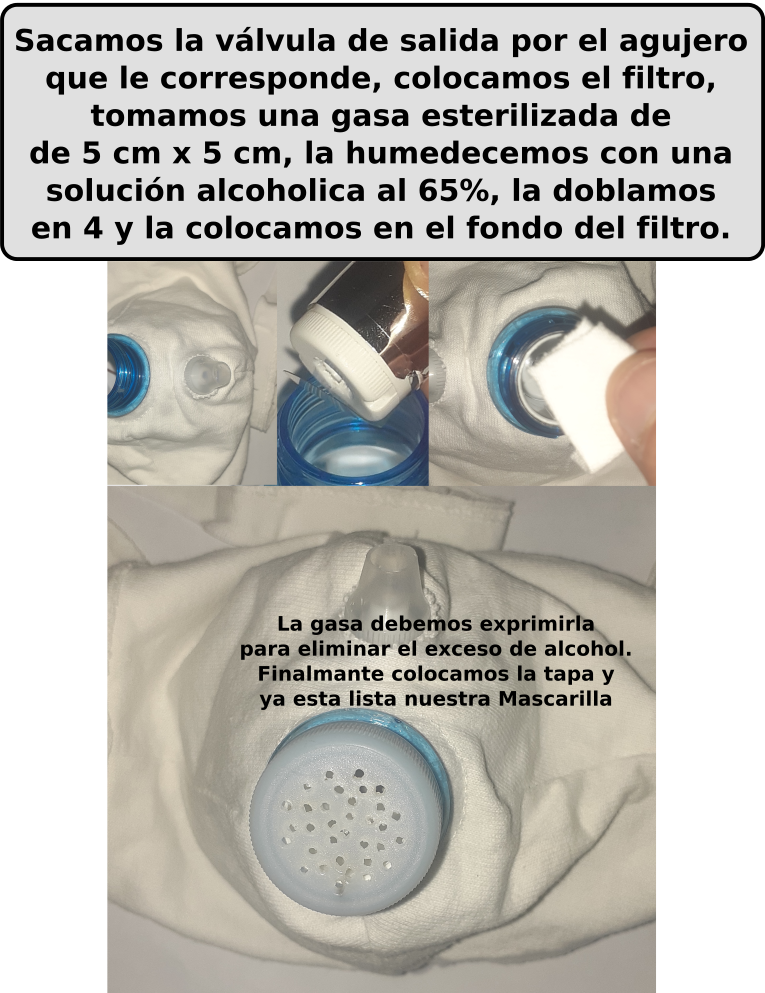 Sacamos la válvula de salida por el agujero
que le corresponde, colocamos el filtro,
tomamos una gasa esterilizada de
de 5 cm x 5 cm, la humedecemos con una
solución alcoholica al 65%, la doblamos
en 4 y la colocamos en el fondo del filtro.
La gasa debemos exprimirla
para eliminar el exceso de alcohol.
Finalmante colocamos la tapa y
ya esta lista nuestra Mascarilla